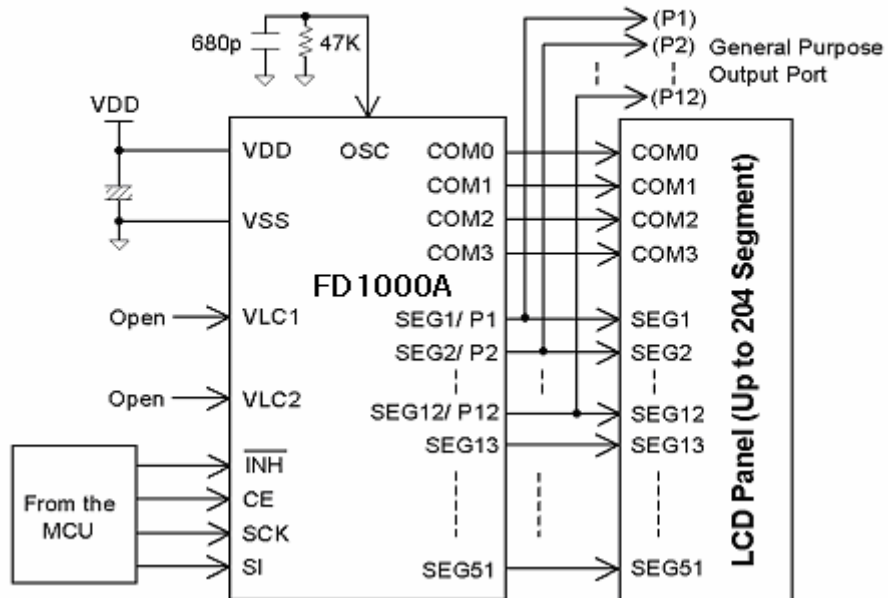 680p
47K
(P1)
(P2)
General Purpose
Output Port
(P12)
VDD
VDD
OSC
COM0
COM0
COM1
COM1
VSS
COM2
COM2
COM3
COM3
FD1000A
Open
VLC1
SEG1/ P1
SEG1
SEG2/ P2
SEG2
Open
VLC2
SEG12/ P12
SEG12
SEG13
SEG13
From the
MCU
INH
CE
SCK
SI
SEG51
SEG51
LCD Panel (Up to 204 Segment)